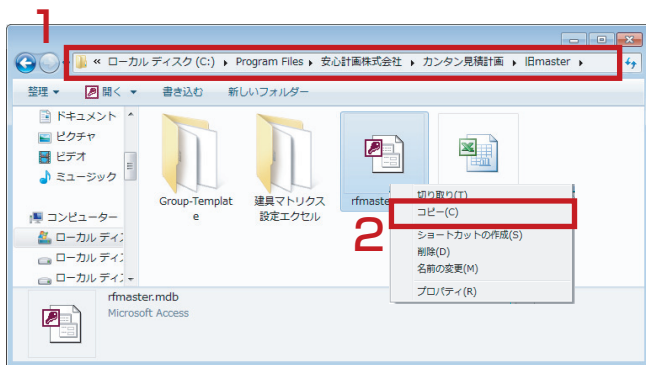 1
« ローカル ディスク (C:) ▸ Program Files ▸ 安心計画株式会社 ▸ カンタン見積計画 ▸ 旧master ▸
整理 ▼ 開く ▼ 書き込む 新しいフォルダー
ドキュメント
ピクチャ
ビデオ
ミュージック
コンピューター
ローカル ディ
ローカル ディ
ローカル ディ
Group-Templat
e
建具マトリクス
設定エクセル
rfmaste
2
切り取り(T)
コピー(C)
ショートカットの作成(S)
削除(D)
名前の変更(M)
プロパティ(R)
rfmaster.mdb
Microsoft Access